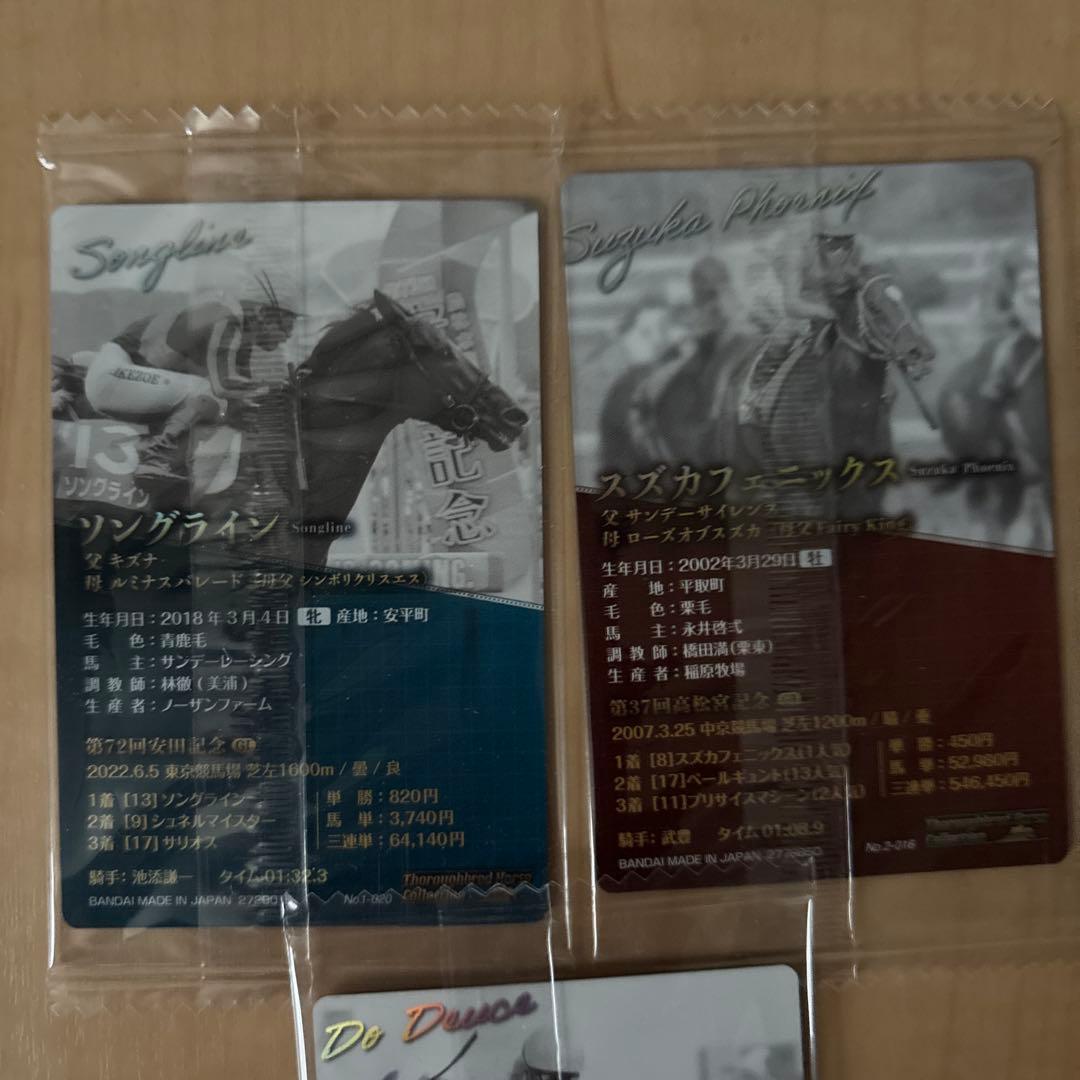 Songline
IKEZOE
記念
13
ソングライン
ソングライン Songline
父 キズナ
母 ルミナスパレード 母父 シンボリクリスエス
生年月日：2018年3月4日 牝 産地：安平町
毛色：青鹿毛
馬主：サンデーレーシング
調教師：林徹(美浦)
生産者：ノーザンファーム
第72回安田記念 GI
2022.6.5 東京競馬場 芝左1600m / 曇 / 良
1着 [13] ソングライン
2着 [9] シュネルマイスター
3着 [17] サリオス
単勝：820円
馬単：3,740円
三連単：64,140円
騎手：池添謙一 タイム 01:32.3
Thoroughbred Horse
Collection
BANDAI MADE IN JAPAN
No1-020
Suzuka Phoenix
スズカフェニックス Suzuka Phoenix
父 サンデーサイレンス
母 ローズオブスズカ 母父 Fairy King
生年月日：2002年3月29日 牡
産地：平取町
毛色：栗毛
馬主：永井啓弍
調教師：橋田満(栗東)
生産者：稲原牧場
第37回高松宮記念 GI
2007.3.25 中京競馬場 芝左1200m / 曇 / 重
1着 [8] スズカフェニックス(1人気)
2着 [17] ペールギュント(13人気)
3着 [11] プリサイスマシーン(2人気)
単勝：450円
馬単：52,980円
三連単：546,450円
騎手：武豊 タイム 01:08.9
Thoroughbred Horse
Collection
BANDAI MADE IN JAPAN
No.2-016
Do Deuce